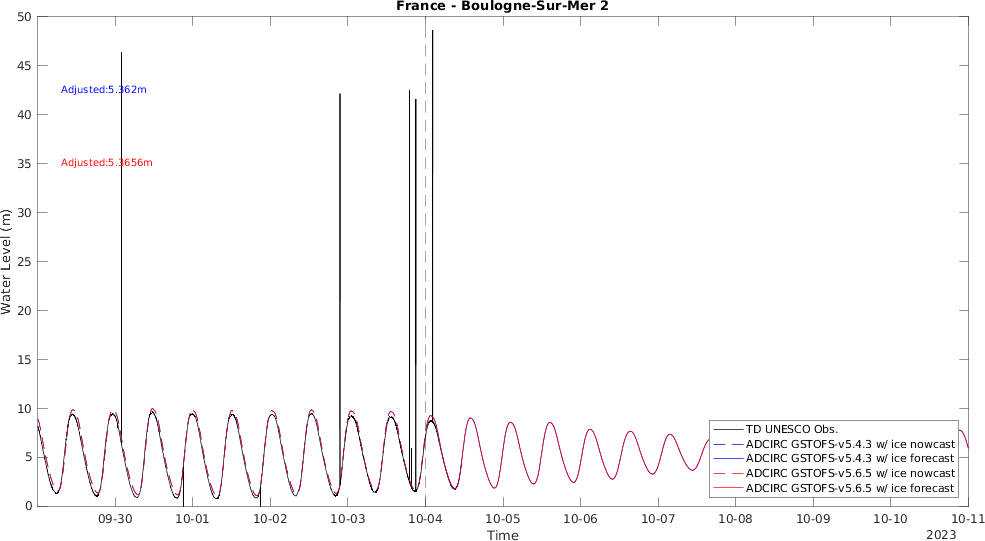 France - Boulogne-Sur-Mer 2
50
45
40
35
30
25
20
15
10
5
0
Water Level (m)
Adjusted:5.362m
Adjusted:5.3656m
TD UNESCO Obs.
ADCIRC GSTOFS-v5.4.3 w/ ice nowcast
ADCIRC GSTOFS-v5.4.3 w/ ice forecast
ADCIRC GSTOFS-v5.6.5 w/ ice nowcast
ADCIRC GSTOFS-v5.6.5 w/ ice forecast
09-30 10-01 10-02 10-03 10-04 10-05 10-06 10-07 10-08 10-09 10-10 10-11
Time
2023